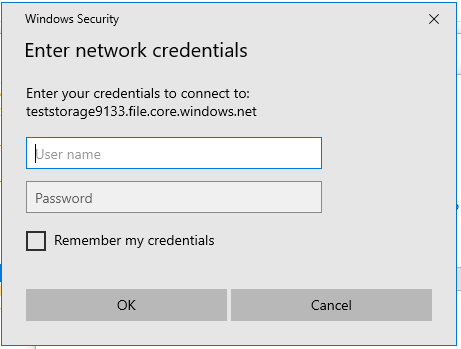 Windows Security
Enter network credentials
Enter your credentials to connect to:
teststorage9133.file.core.windows.net
User name
Password
Remember my credentials
OK
Cancel